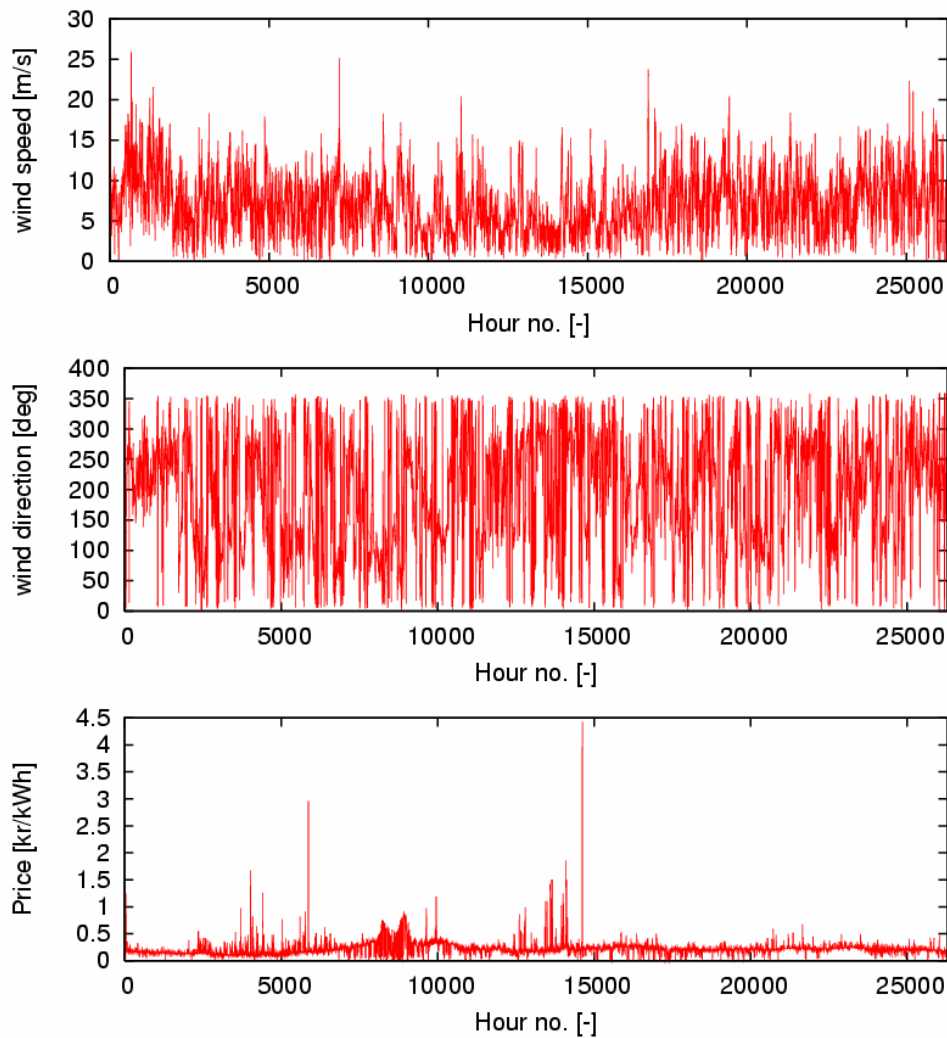 wind speed [m/s]
30
25
20
15
10
5
0
0 5000 10000 15000 20000 25000
Hour no. [-]
wind direction [deg]
400
350
300
250
200
150
100
50
0
0 5000 10000 15000 20000 25000
Hour no. [-]
Price [kr/kWh]
4.5
4
3.5
3
2.5
2
1.5
1
0.5
0
0 5000 10000 15000 20000 25000
Hour no. [-]